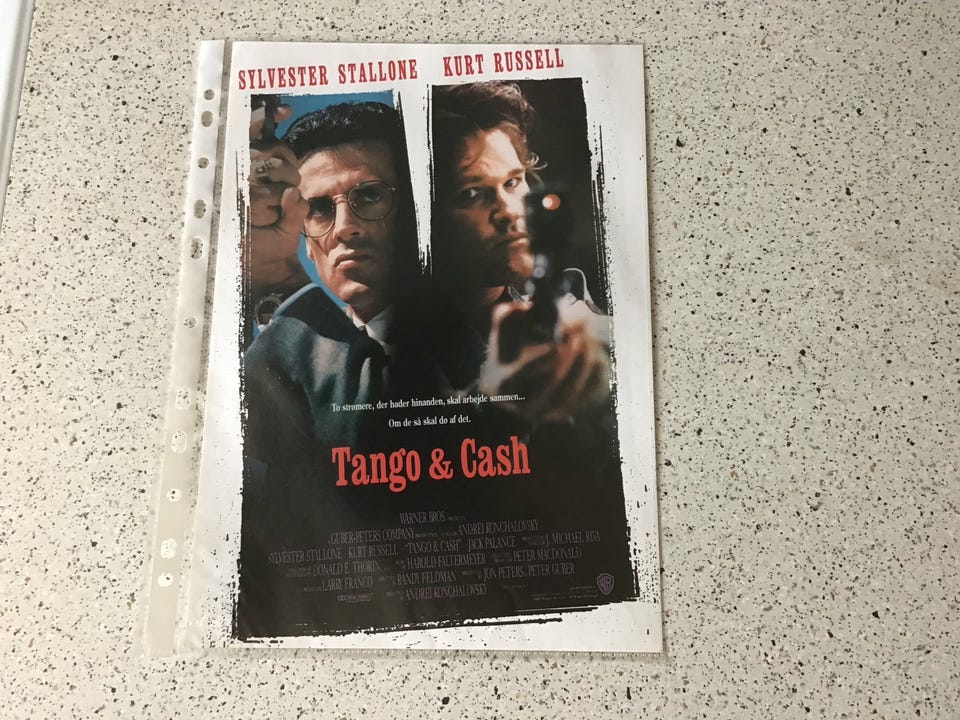 SYLVESTER STALLONE KURT RUSSELL
To strømere, der hader hinanden, skal arbejde sammen...
Om de så skal dø af det.
Tango & Cash
WARNER BROS.
A GUBER-PETERS COMPANY ANDREI KONCHALOVSKY
SYLVESTER STALLONE KURT RUSSELL "TANGO & CASH" JACK PALANCE J. MICHAEL RIVA
DONALD E. THORIN HAROLD FALTERMEYER PETER MACDONALD
LARRY FRANCO RANDY FELDMAN JON PETERS PETER GUBER
ANDREI KONCHALOVSKY